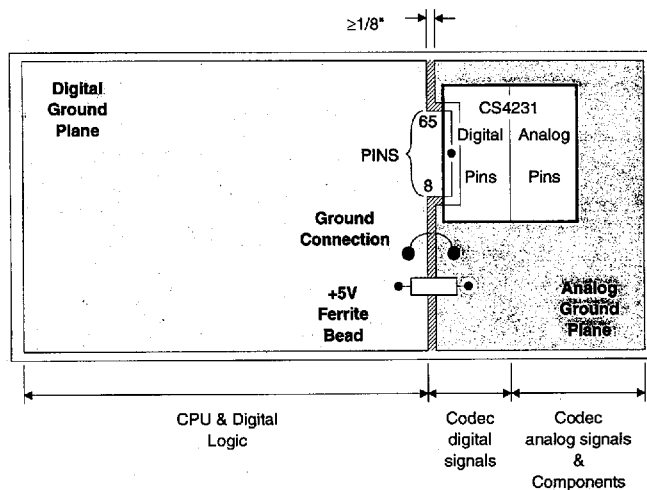 ≥1/8"
Digital
Ground
Plane
CS4231
65
Digital
Analog
PINS
Pins
Pins
8
Ground
Connection
+5V
Ferrite
Bead
Analog
Ground
Plane
CPU & Digital
Logic
Codec
digital
signals
Codec
analog signals
&
Components